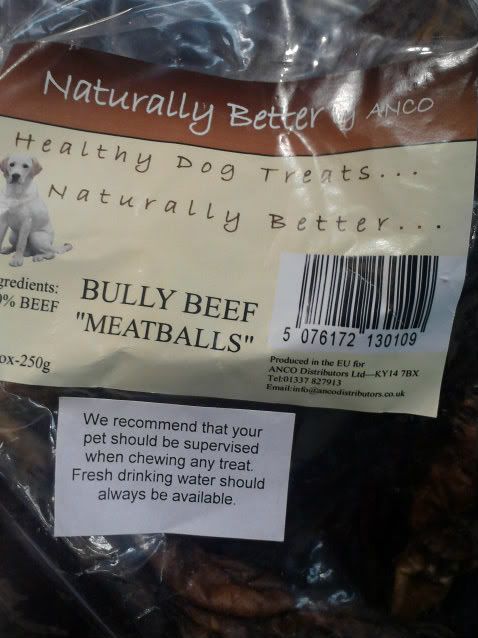 Naturally Better by ANCO
Healthy Dog Treats...
Naturally Better...
gredients:
% BEEF
BULLY BEEF
"MEATBALLS"
ox-250g
5 076172 130109
Produced in the EU for
ANCO Distributors Ltd—KY14 7BX
Tel:01337 827913
Email:info@ancodistributors.co.uk
We recommend that your
pet should be supervised
when chewing any treat.
Fresh drinking water should
always be available.